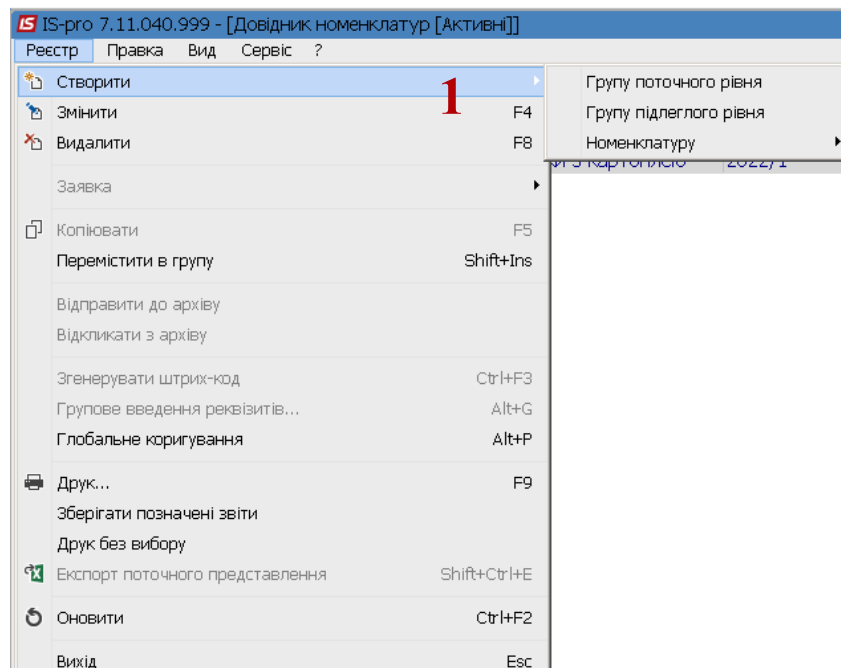 IS IS-pro 7.11.040.999 - [Довідник номенклатур [Активні]]
Реєстр Правка Вид Сервіс ?
Створити
1
Групу поточного рівня
Змінити F4
Групу підлеглого рівня
Видалити F8
Номенклатуру
з картоплею 2022/1
Заявка
Копіювати F5
Перемістити в групу Shift+Ins
Відправити до архіву
Відкликати з архіву
Згенерувати штрих-код Ctrl+F3
Групове введення реквізитів... Alt+G
Глобальне коригування Alt+P
Друк... F9
Зберігати позначені звіти
Друк без вибору
Експорт поточного представлення Shift+Ctrl+E
Оновити Ctrl+F2
Вихід Esc